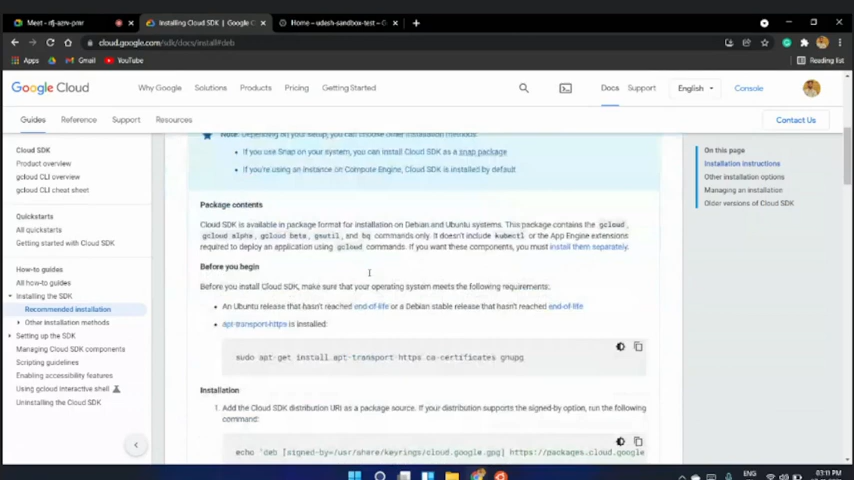 Meet - rfj-azrv-pmr
Installing Cloud SDK | Google C
Home – udesh-sandbox-test – G
cloud.google.com/sdk/docs/install#deb
Apps
Gmail
YouTube
Reading list
Google Cloud
Why Google
Solutions
Products
Pricing
Getting Started
Docs
Support
English
Console
Guides
Reference
Support
Resources
Contact Us
Cloud SDK
Product overview
gcloud CLI overview
gcloud CLI cheat sheet
Quickstarts
All quickstarts
Getting started with Cloud SDK
How-to guides
All how-to guides
Installing the SDK
Recommended installation
Other installation methods
Setting up the SDK
Managing Cloud SDK components
Scripting guidelines
Enabling accessibility features
Using gcloud interactive shell
Uninstalling the Cloud SDK
Note: Depending on your setup, you can choose other installation methods
• If you use Snap on your system, you can install Cloud SDK as a snap package
• If you're using an instance on Compute Engine, Cloud SDK is installed by default
Package contents
Cloud SDK is available in package format for installation on Debian and Ubuntu systems. This package contains the gcloud,
gcloud alpha, gcloud beta, gsutil, and bq commands only. It doesn't include kubectl or the App Engine extensions
required to deploy an application using gcloud commands. If you want these components, you must install them separately.
Before you begin
Before you install Cloud SDK, make sure that your operating system meets the following requirements:
• An Ubuntu release that hasn't reached end-of-life or a Debian stable release that hasn't reached end-of-life
• apt-transport-https is installed:
sudo apt-get install apt-transport-https ca-certificates gnupg
Installation
1. Add the Cloud SDK distribution URI as a package source. If your distribution supports the signed-by option, run the following
command:
echo "deb [signed-by=/usr/share/keyrings/cloud.google.gpg] https://packages.cloud.google
On this page
Installation instructions
Other installation options
Managing an installation
Older versions of Cloud SDK
ENG
03:11 PM